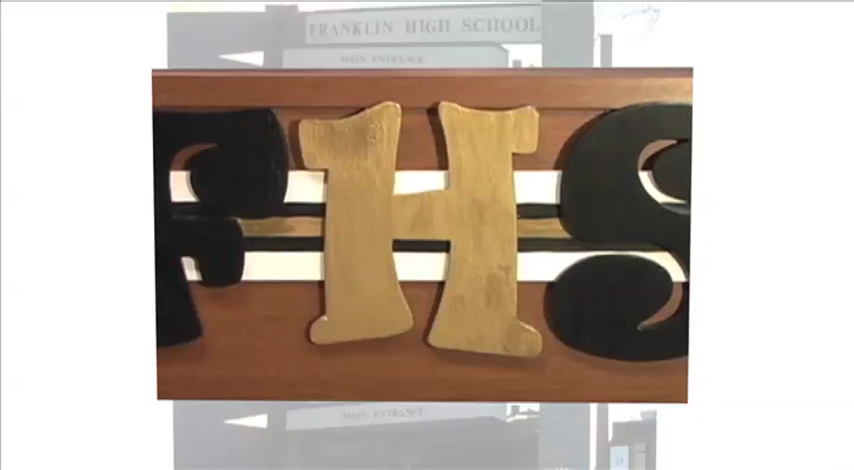 FRANKLIN HIGH SCHOOL
MAIN ENTRANCE
FHS
MAIN ENTRANCE